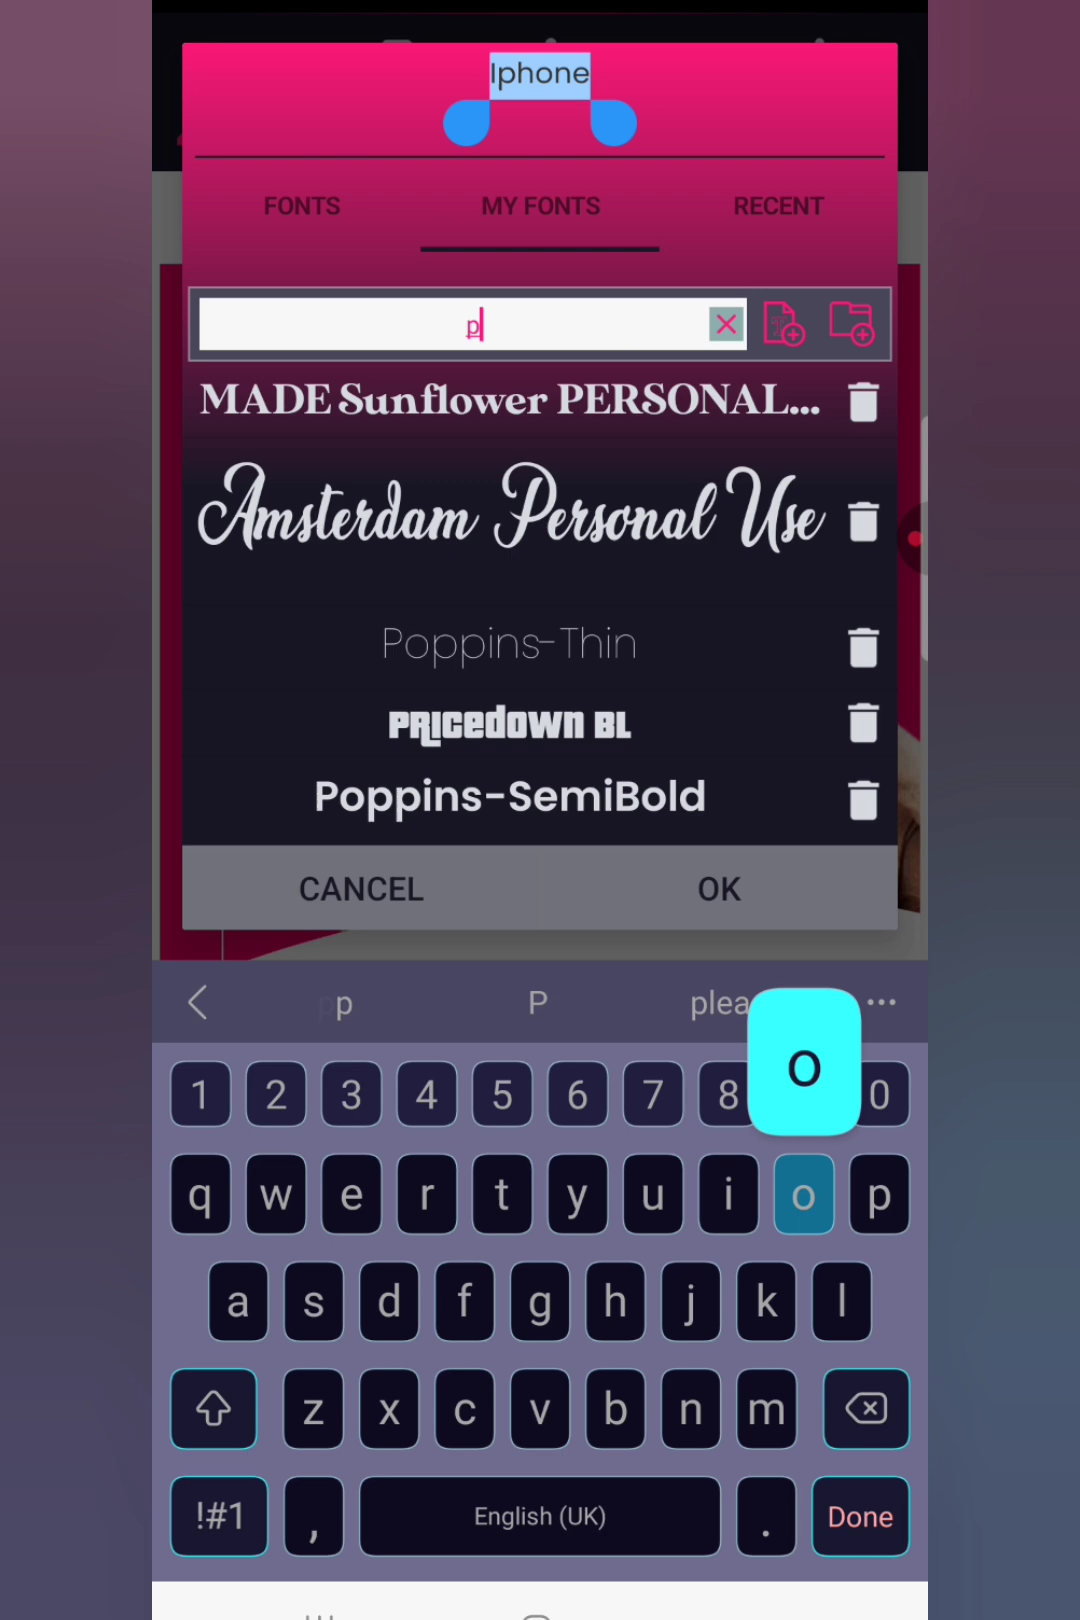 Iphone
FONTS MY FONTS RECENT
p
MADE Sunflower PERSONAL...
Amsterdam Personal Use
Poppins-Thin
Pricedown BL
Poppins-SemiBold
CANCEL OK
pp P plea
o
1 2 3 4 5 6 7 8 0
q w e r t y u i o p
a s d f g h j k l
z x c v b n m
!#1 , English (UK) . Done